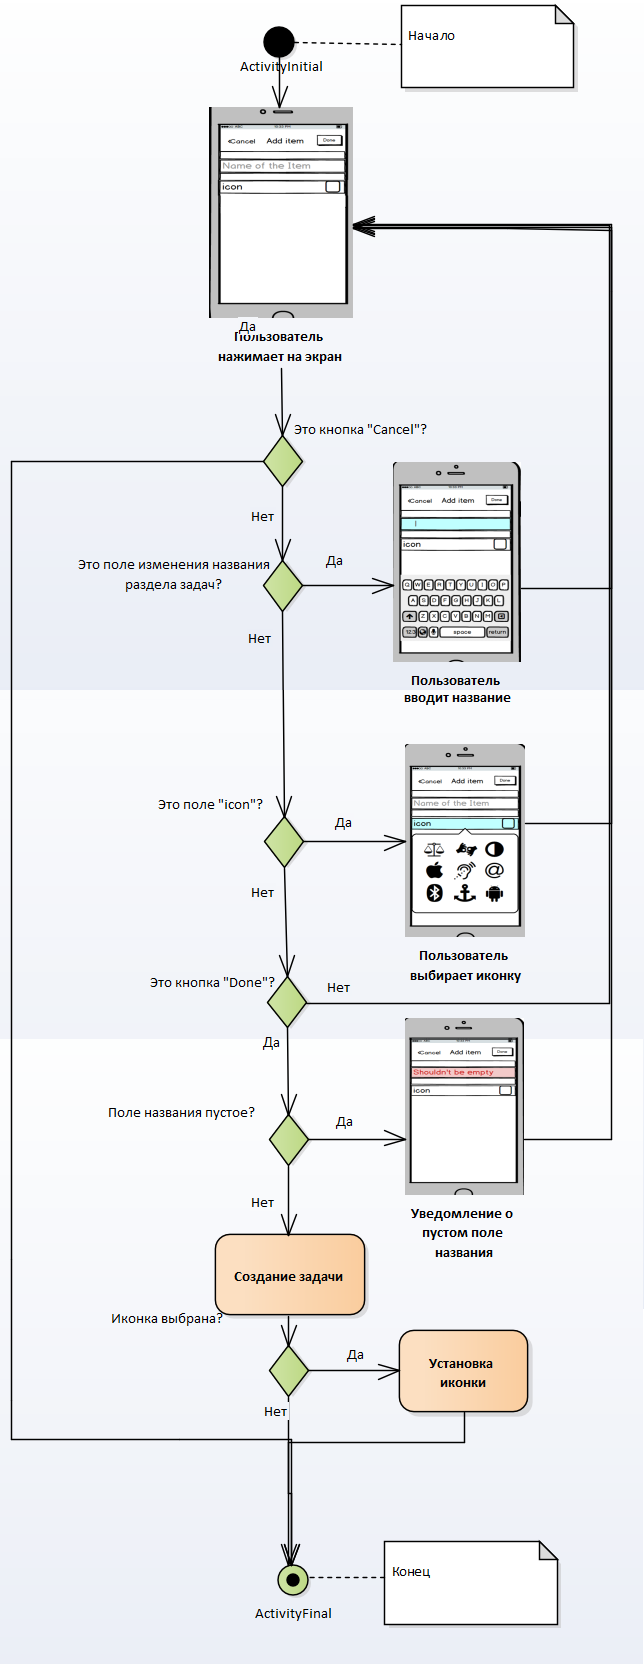 Начало
ActivityInitial
Cancel
Add item
Done
Name of the Item
icon
Да
Пользователь
нажимает на экран
Это кнопка "Cancel"?
Нет
Cancel
Add item
Done
icon
Q W E R T Y U I O P
A S D F G H J K L
Z X C V B N M
123
space
return
Это поле изменения названия
раздела задач?
Да
Нет
Пользователь
вводит название
Cancel
Add item
Done
Name of the Item
icon
@
Это поле "icon"?
Да
Нет
Пользователь
выбирает иконку
Это кнопка "Done"?
Нет
Да
Cancel
Add item
Done
Shouldn't be empty
icon
Поле названия пустое?
Да
Нет
Уведомление о
пустом поле
названия
Создание задачи
Иконка выбрана?
Да
Установка
иконки
Нет
Конец
ActivityFinal